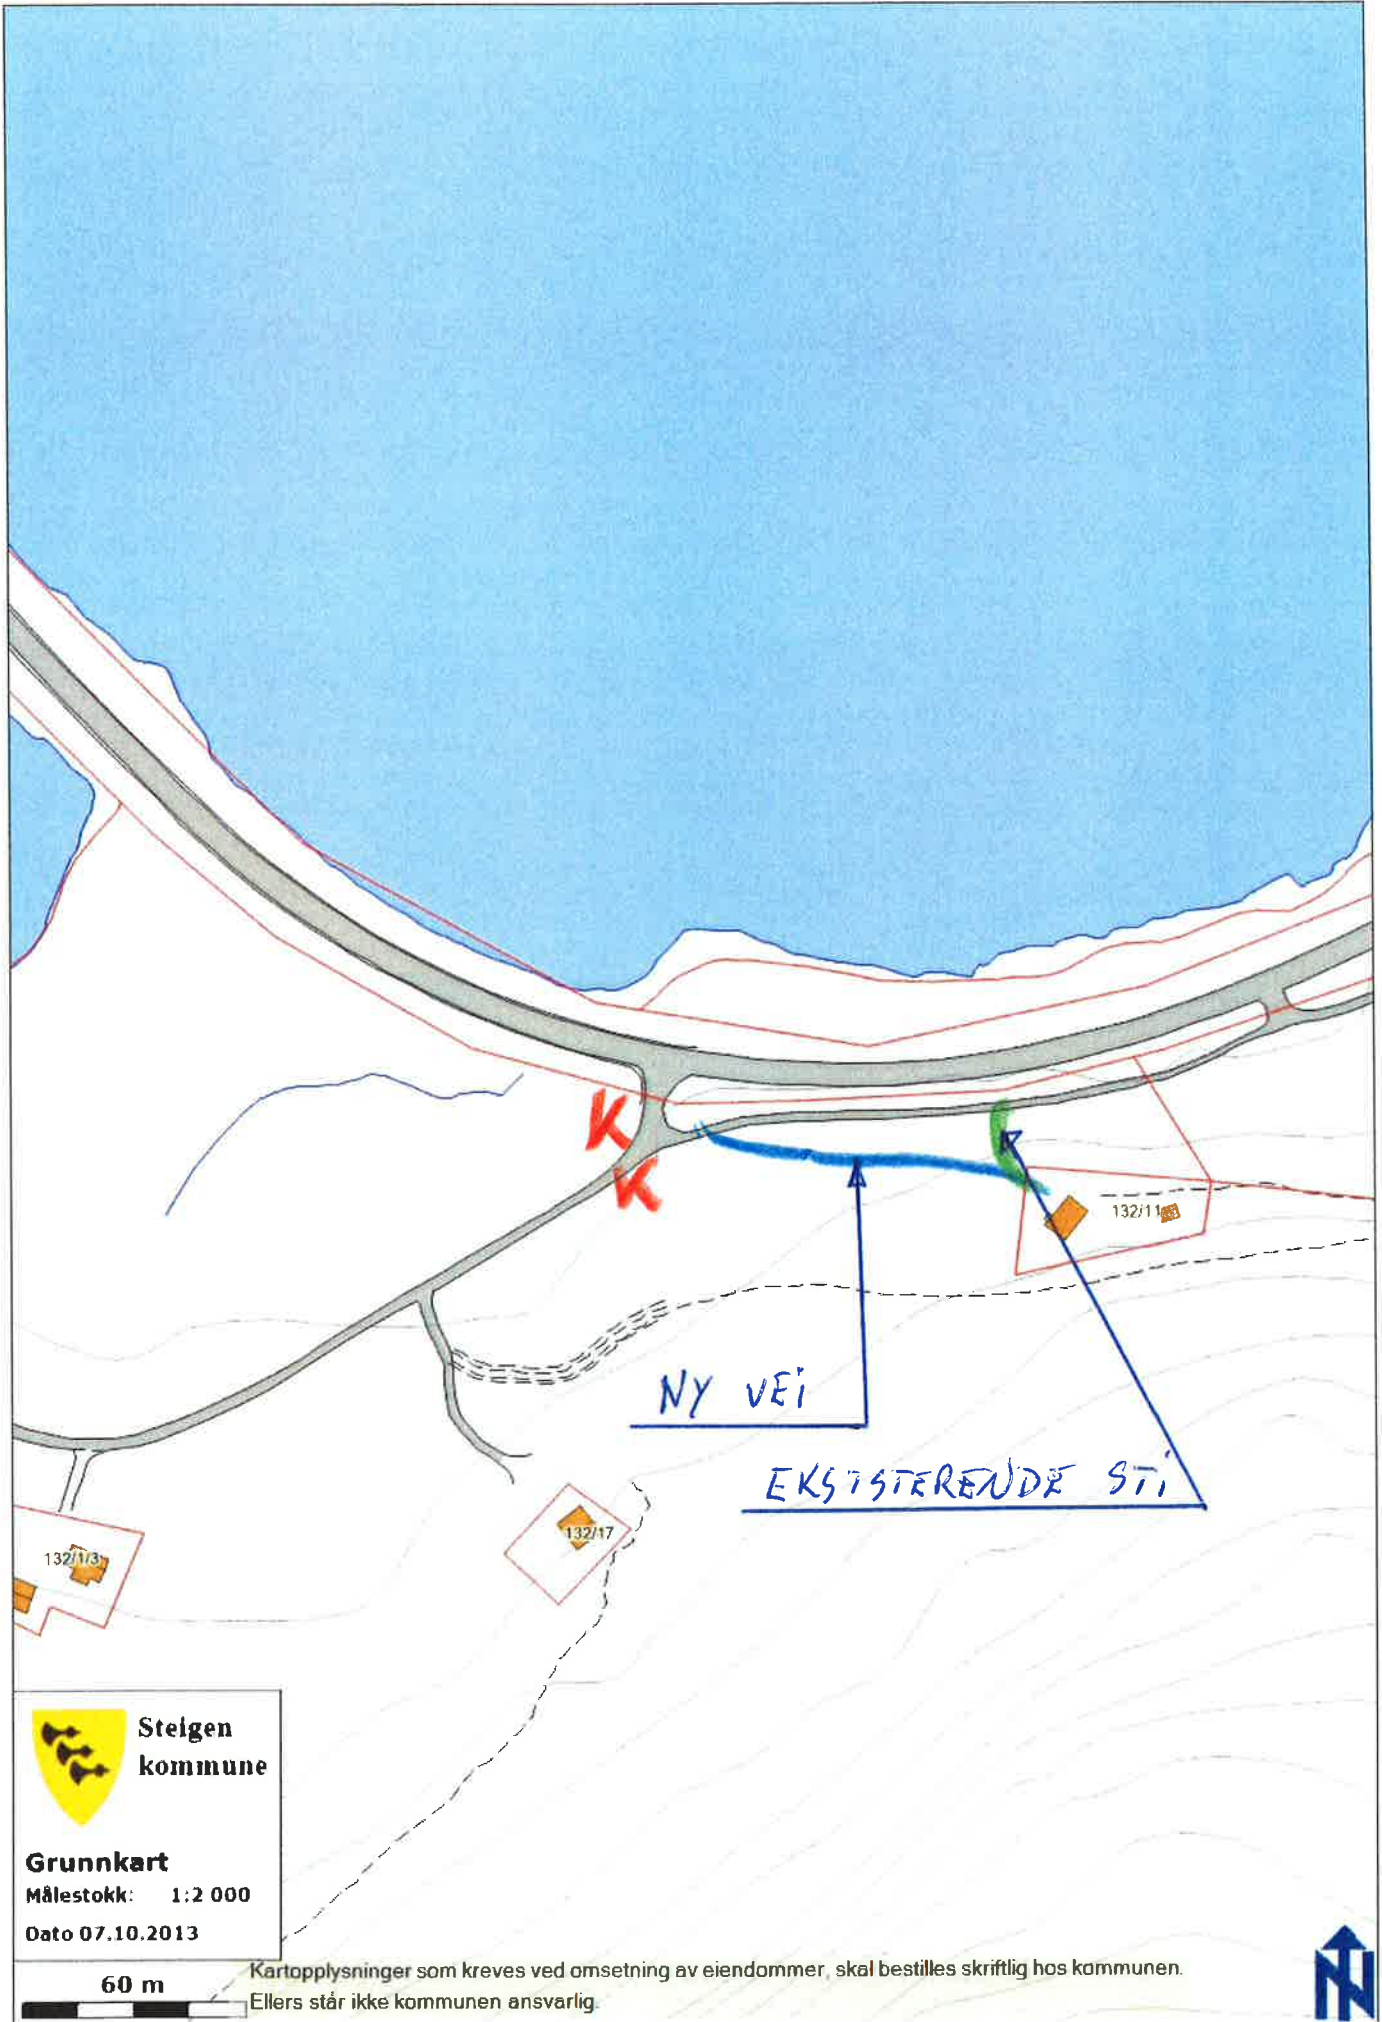 K
K
132/11
NY VEi
EKSISTERENDE STi
132/17
132/1/3
Steigen
kommune
Grunnkart
Målestokk: 1:2 000
Dato 07.10.2013
60 m
Kartopplysninger som kreves ved omsetning av eiendommer, skal bestilles skriftlig hos kommunen.
Ellers står ikke kommunen ansvarlig.
N